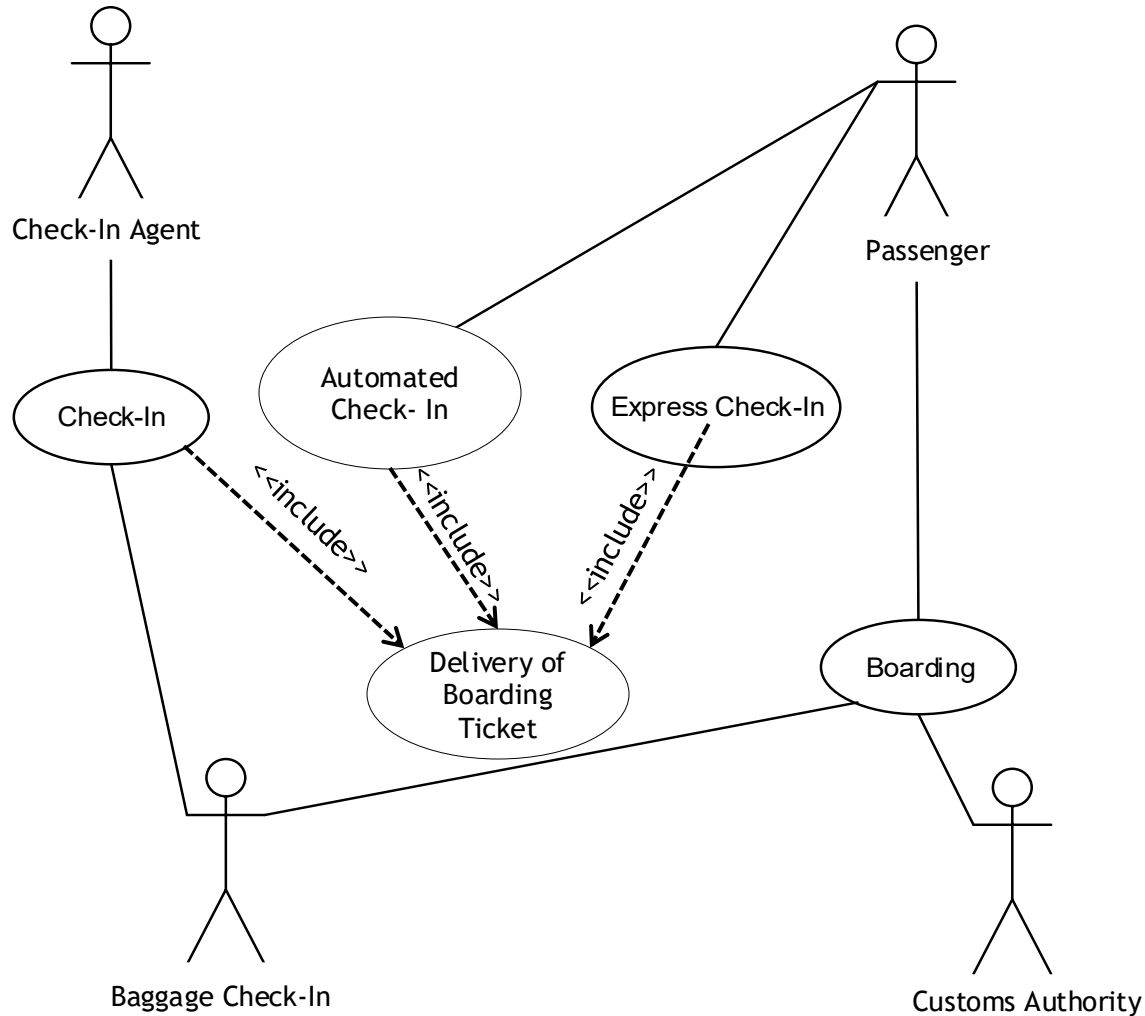 Check-In Agent
Passenger
Automated
Check- In
Express Check-In
Check-In
<<include>>
<<include>>
<<include>>
Delivery of
Boarding
Ticket
Boarding
Baggage Check-In
Customs Authority